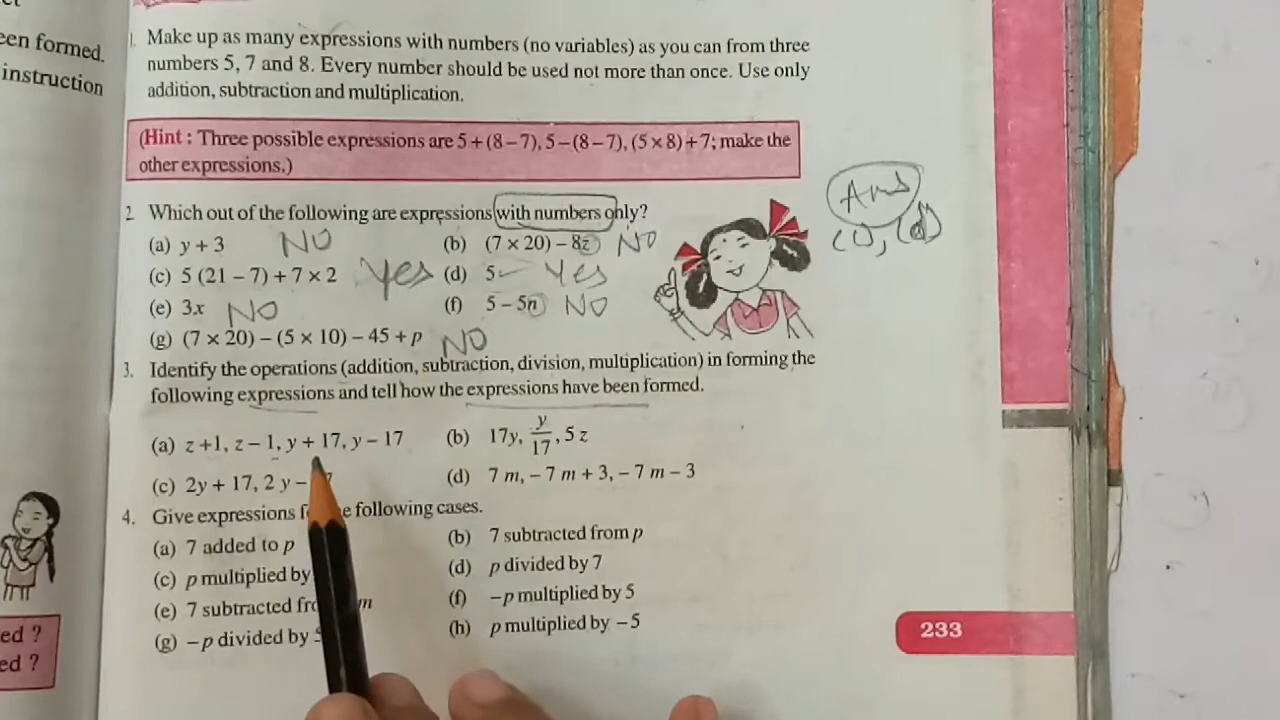 een formed.
instruction
1. Make up as many expressions with numbers (no variables) as you can from three
numbers 5, 7 and 8. Every number should be used not more than once. Use only
addition, subtraction and multiplication.
(Hint : Three possible expressions are 5 + (8 – 7), 5 – (8 – 7), (5 × 8) + 7; make the
other expressions.)
2. Which out of the following are expressions with numbers only?
(a) y + 3 NO (b) (7 × 20) – 8z NO
(c) 5 (21 – 7) + 7 × 2 Yes (d) 5 Yes
(e) 3x NO (f) 5 – 5n NO
(g) (7 × 20) – (5 × 10) – 45 + p NO
Ans
(d)
3. Identify the operations (addition, subtraction, division, multiplication) in forming the
following expressions and tell how the expressions have been formed.
(a) z +1, z – 1, y + 17, y – 17 (b) 17y, y/17, 5 z
(c) 2y + 17, 2 y – (d) 7 m, – 7 m + 3, – 7 m – 3
4. Give expressions e following cases.
(a) 7 added to p (b) 7 subtracted from p
(c) p multiplied by (d) p divided by 7
(e) 7 subtracted m (f) –p multiplied by 5
(g) –p divided by (h) p multiplied by – 5
ed ?
ed ?
233